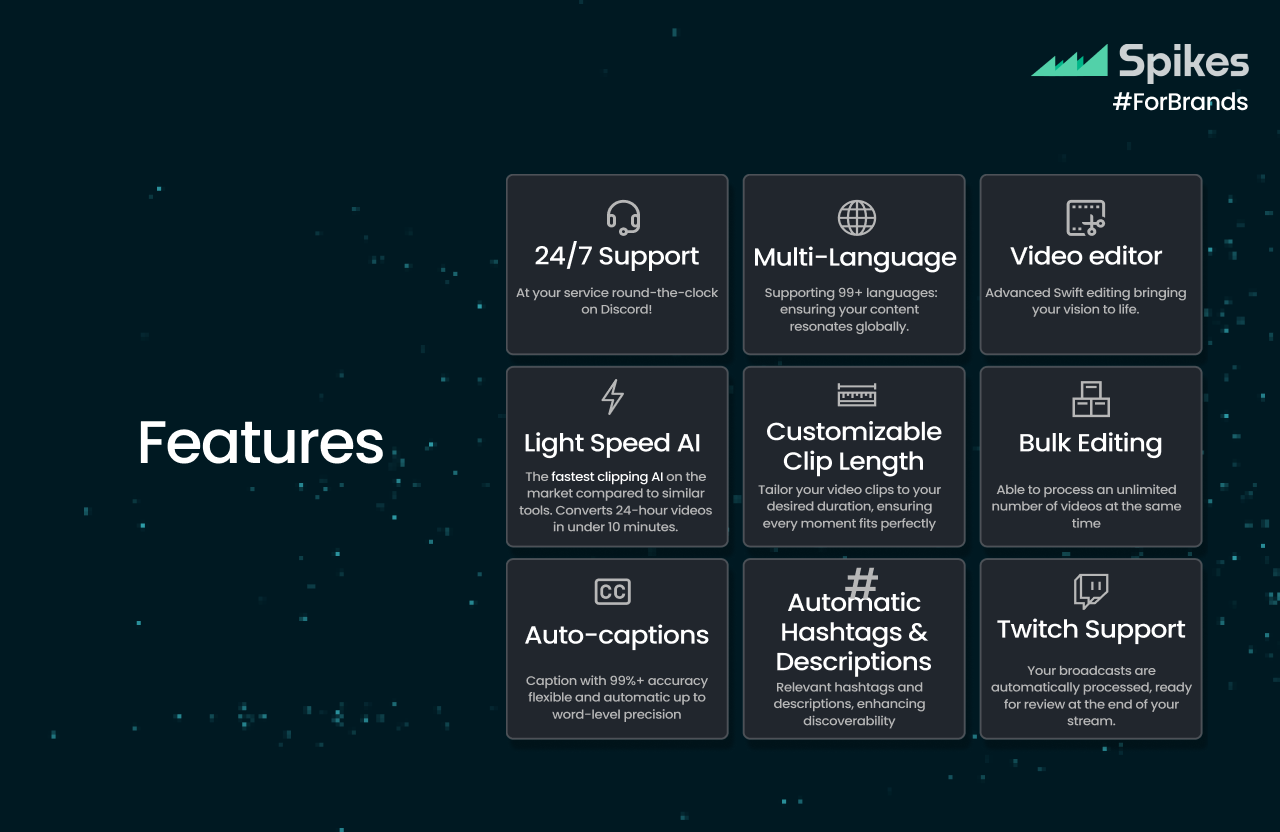 Spikes
#ForBrands
Features
24/7 Support
At your service round-the-clock
on Discord!
Multi-Language
Supporting 99+ languages:
ensuring your content
resonates globally.
Video editor
Advanced Swift editing bringing
your vision to life.
Light Speed AI
The fastest clipping AI on the
market compared to similar
tools. Converts 24-hour videos
in under 10 minutes.
Customizable
Clip Length
Tailor your video clips to your
desired duration, ensuring
every moment fits perfectly
Bulk Editing
Able to process an unlimited
number of videos at the same
time
CC
Auto-captions
Caption with 99%+ accuracy
flexible and automatic up to
word-level precision
#
Automatic
Hashtags &
Descriptions
Relevant hashtags and
descriptions, enhancing
discoverability
Twitch Support
Your broadcasts are
automatically processed, ready
for review at the end of your
stream.